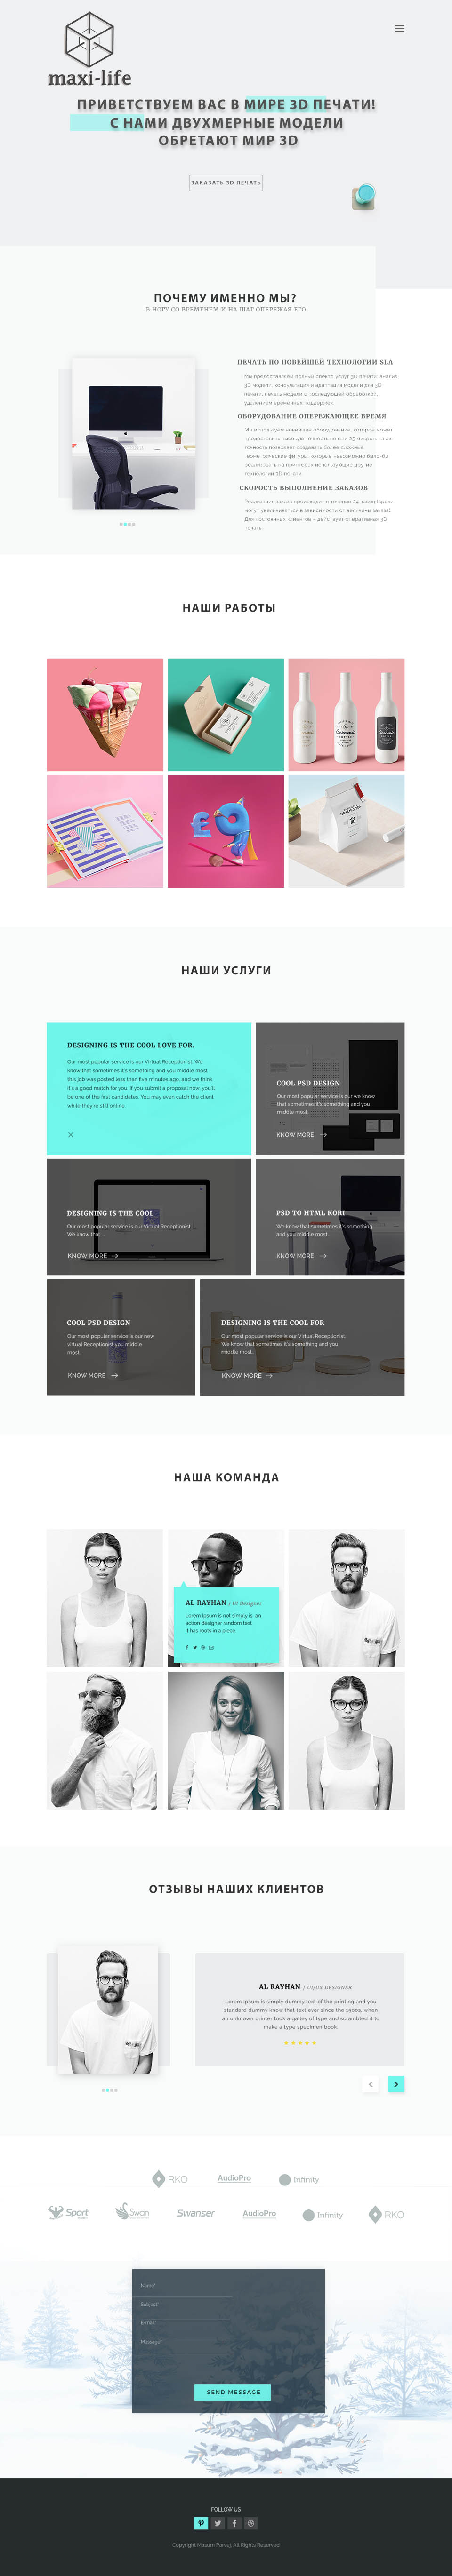 maxi-life
ПРИВЕТСТВУЕМ ВАС В МИРЕ 3D ПЕЧАТИ!
С НАМИ ДВУХМЕРНЫЕ МОДЕЛИ
ОБРЕТАЮТ МИР 3D
ЗАКАЗАТЬ 3D ПЕЧАТЬ
ПОЧЕМУ ИМЕННО МЫ?
В НОГУ СО ВРЕМЕНЕМ И НА ШАГ ОПЕРЕЖАЯ ЕГО
ПЕЧАТЬ ПО НОВЕЙШЕЙ ТЕХНОЛОГИИ SLA
Мы предоставляем полный спектр услуг 3D печати: анализ
3D модели, консультация и адаптация модели для 3D
печати, печать модели с последующей обработкой,
удалением временных поддержек.
ОБОРУДОВАНИЕ ОПЕРЕЖАЮЩЕЕ ВРЕМЯ
Мы используем новейшее оборудование, которое может
предоставить высокую точность печати 25 микрон, такая
точность позволяет создавать более сложные
геометрические фигуры, которые невозможно было-бы
реализовать на принтерах использующие другие
технологии 3D печати.
СКОРОСТЬ ВЫПОЛНЕНИЕ ЗАКАЗОВ
Реализация заказа происходит в течении 24 часов (сроки
могут увеличиваться в зависимости от величины заказа).
Для постоянных клиентов – действует оперативная 3D
печать.
НАШИ РАБОТЫ
НАШИ УСЛУГИ
DESIGNING IS THE COOL LOVE FOR.
Our most popular service is our Virtual Receptionist. We
know that sometimes it's something and you middle most
this job was posted less than five minutes ago, and we think
it's a good match for you. If you submit a proposal now, you'll
be one of the first candidates. You may even catch the client
while they're still online.
COOL PSD DESIGN
Our most popular service is our we know
that sometimes it's something and you
middle most..
KNOW MORE
DESIGNING IS THE COOL
Our most popular service is our Virtual Receptionist.
We know that ...
KNOW MORE
PSD TO HTML KORI
We know that sometimes it's something
and you middle most..
KNOW MORE
COOL PSD DESIGN
Our most popular service is our new
virtual Receptionist you middle
most..
KNOW MORE
DESIGNING IS THE COOL FOR
Our most popular service is our Virtual Receptionist.
We know that sometimes it's something and you
middle most..
KNOW MORE
НАША КОМАНДА
AL RAYHAN / UI Designer
Lorem Ipsum is not simply is an
action designer random text
it has roots in a piece.
ОТЗЫВЫ НАШИХ КЛИЕНТОВ
AL RAYHAN / UI/UX DESIGNER
Lorem Ipsum is simply dummy text of the printing and you
standard dummy know that text ever since the 1500s, when
an unknown printer took a galley of type and scrambled it to
make a type specimen book.
RKO AudioPro Infinity
Sport Swan Swanser AudioPro Infinity RKO
Name*
Subject*
E-mail*
Message*
SEND MESSAGE
FOLLOW US
Copyright Masum Parvej, All Rights Reserved